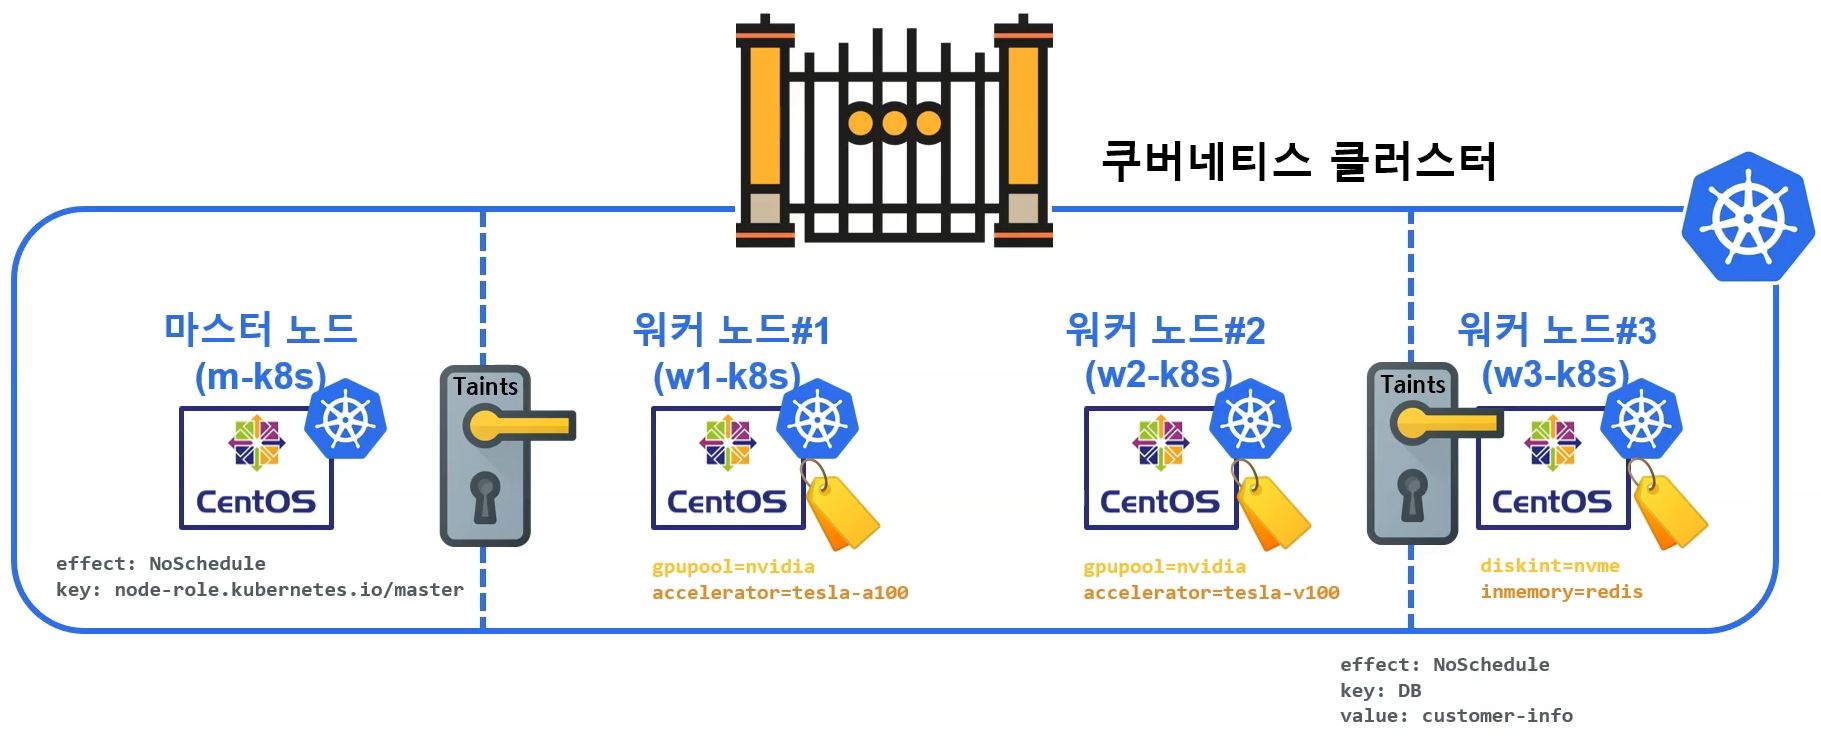 쿠버네티스 클러스터
마스터 노드
(m-k8s)
Taints
CentOS
effect: NoSchedule
key: node-role.kubernetes.io/master
워커 노드#1
(w1-k8s)
CentOS
gpupool=nvidia
accelerator=tesla-a100
워커 노드#2
(w2-k8s)
CentOS
gpupool=nvidia
accelerator=tesla-v100
Taints
워커 노드#3
(w3-k8s)
CentOS
diskint=nvme
inmemory=redis
effect: NoSchedule
key: DB
value: customer-info